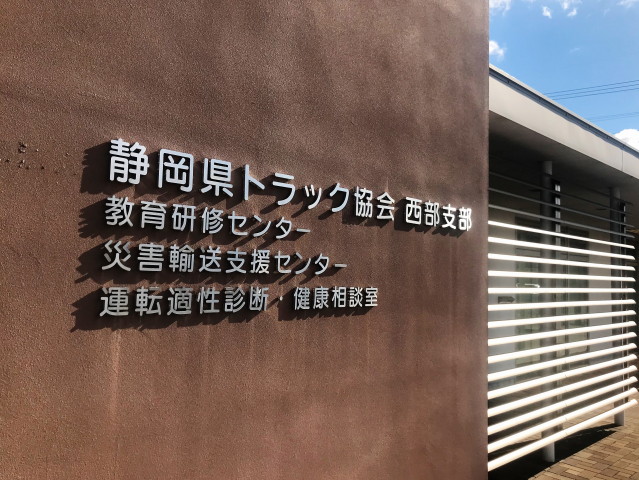 静岡県トラック協会 西部支部
教育研修センター
災害輸送支援センター
運転適性診断・健康相談室